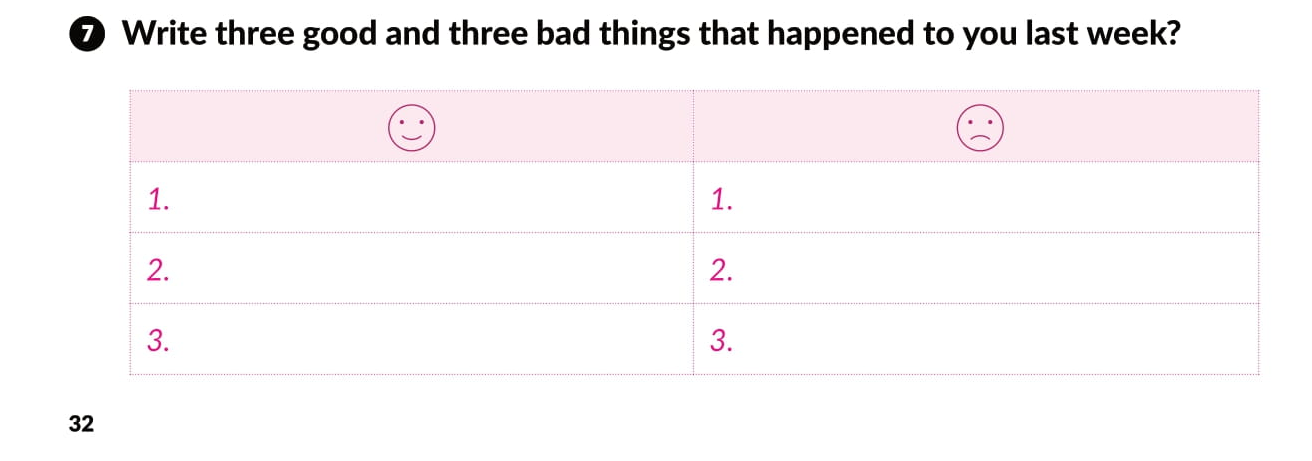 7 Write three good and three bad things that happened to you last week?
1. 1.
2. 2.
3. 3.
32